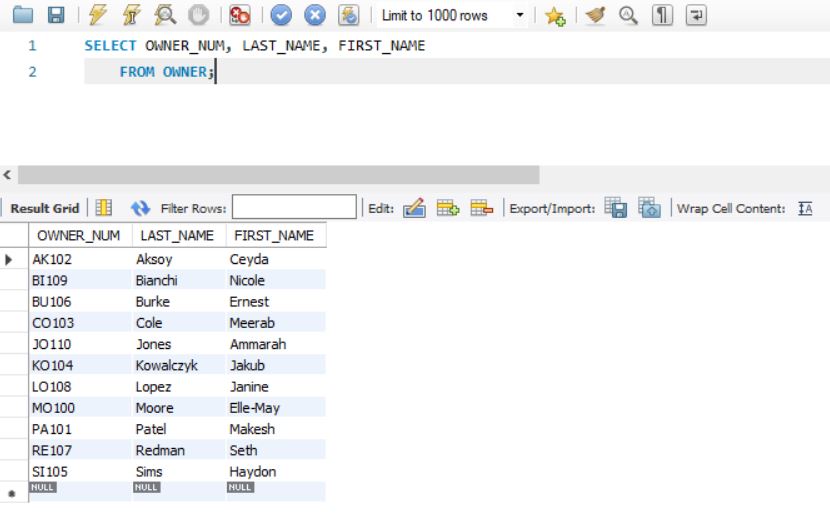 Limit to 1000 rows
1 SELECT OWNER_NUM, LAST_NAME, FIRST_NAME
2 FROM OWNER;
Result Grid Filter Rows: Edit: Export/Import: Wrap Cell Content: IA
OWNER_NUM LAST_NAME FIRST_NAME
AK102 Aksoy Ceyda
BI109 Bianchi Nicole
BU106 Burke Ernest
CO103 Cole Meerab
JO110 Jones Ammarah
KO104 Kowalczyk Jakub
LO108 Lopez Janine
MO100 Moore Elle-May
PA101 Patel Makesh
RE107 Redman Seth
SI105 Sims Haydon
NULL NULL NULL